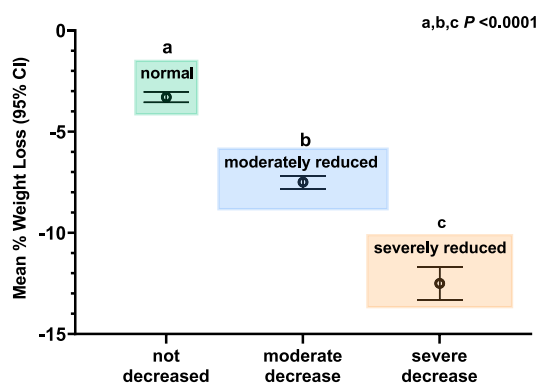 a,b,c P <0.0001
Mean % Weight Loss (95% CI)
0
-5
-10
-15
a
normal
b
moderately reduced
c
severely reduced
not
decreased
moderate
decrease
severe
decrease